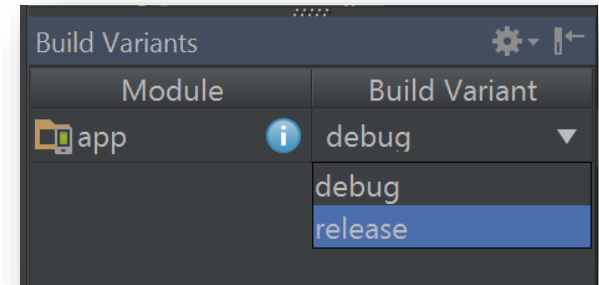 Build Variants
Module Build Variant
app debug
debug
release